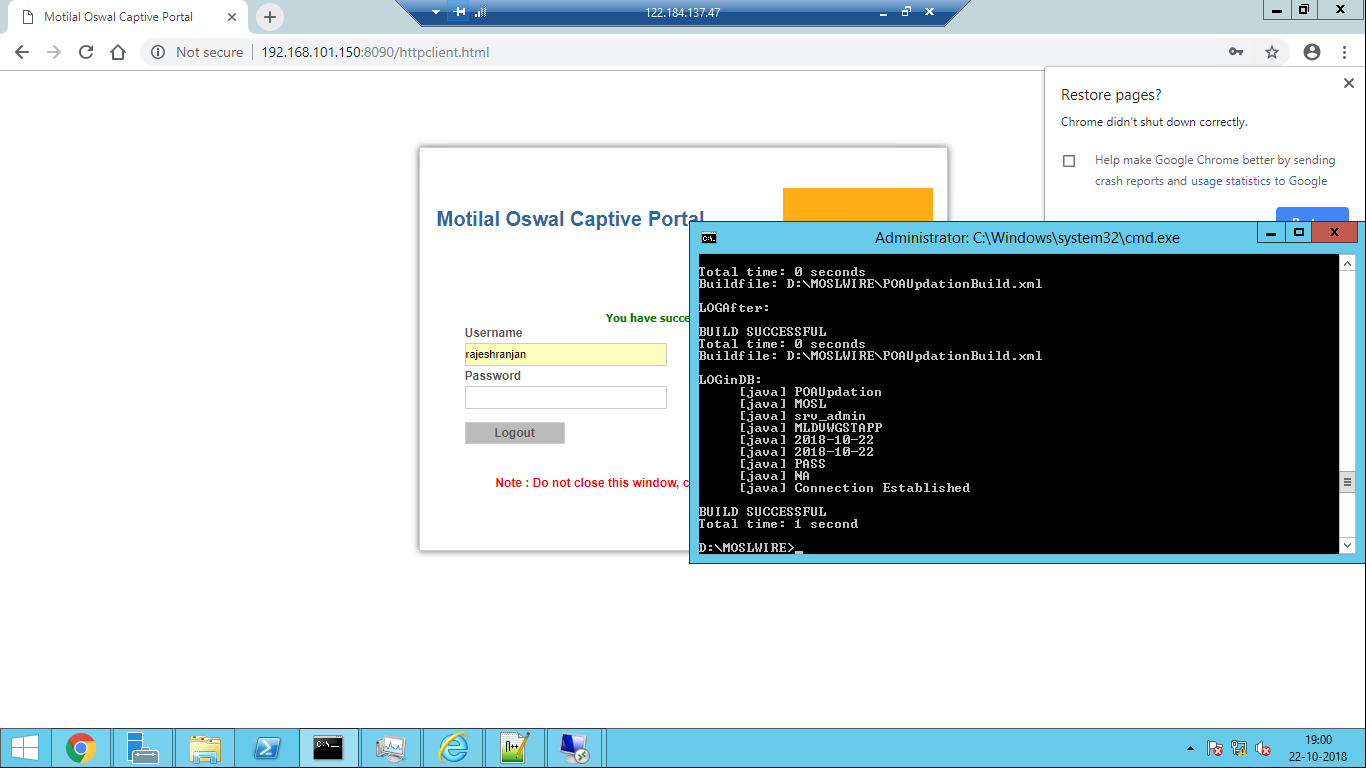 Motilal Oswal Captive Portal
122.184.137.47
Not secure
192.168.101.150:8090/httpclient.html
Restore pages?
Chrome didn't shut down correctly.
Help make Google Chrome better by sending
crash reports and usage statistics to Google
Motilal Oswal Captive Portal
You have succe
Username
rajeshranjan
Password
Logout
Note : Do not close this window, c
Administrator: C:\Windows\system32\cmd.exe
Total time: 0 seconds
Buildfile: D:\MOSLWIRE\POAUpdationBuild.xml
LOGAfter:
BUILD SUCCESSFUL
Total time: 0 seconds
Buildfile: D:\MOSLWIRE\POAUpdationBuild.xml
LOGinDB:
[java] POAUpdation
[java] MOSL
[java] srv_admin
[java] MLDVWGSTAPP
[java] 2018-10-22
[java] 2018-10-22
[java] PASS
[java] NA
[java] Connection Established
BUILD SUCCESSFUL
Total time: 1 second
D:\MOSLWIRE>_
19:00
22-10-2018